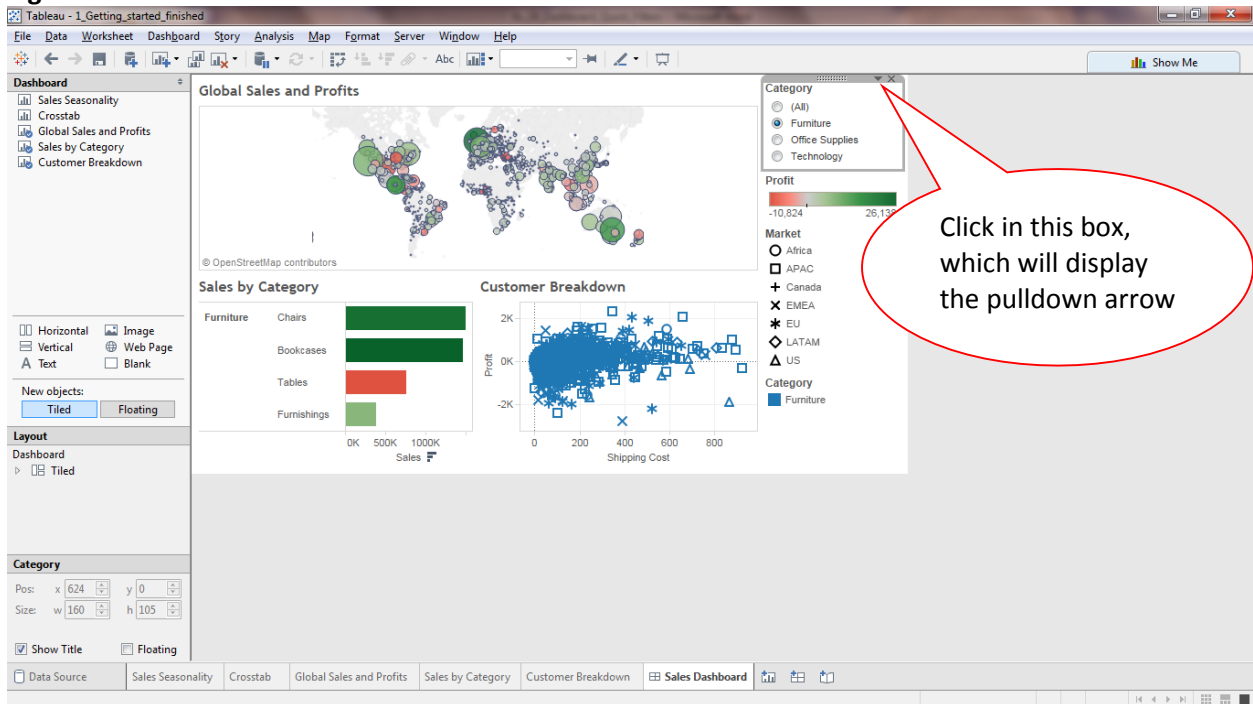 Tableau - 1_Getting_started_finished
File Data Worksheet Dashboard Story Analysis Map Format Server Window Help
Abc
Show Me
Dashboard
Sales Seasonality
Crosstab
Global Sales and Profits
Sales by Category
Customer Breakdown
Horizontal Image
Vertical Web Page
A Text Blank
New objects:
Tiled Floating
Layout
Dashboard
Tiled
Category
Pos: x 624 y 0
Size: w 160 h 105
Show Title Floating
Global Sales and Profits
© OpenStreetMap contributors
Sales by Category
Furniture Chairs
Bookcases
Tables
Furnishings
0K 500K 1000K
Sales
Customer Breakdown
Profit
2K
0K
-2K
0 200 400 600 800
Shipping Cost
Category
(All)
Furniture
Office Supplies
Technology
Profit
-10,824 26,138
Market
Africa
APAC
Canada
EMEA
EU
LATAM
US
Category
Furniture
Click in this box,
which will display
the pulldown arrow
Data Source Sales Seasonality Crosstab Global Sales and Profits Sales by Category Customer Breakdown Sales Dashboard